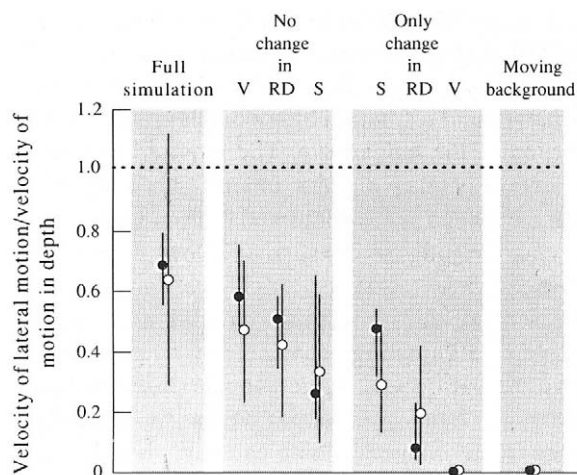 No
change
in
Only
change
in
Full
simulation
V RD S
S RD V
Moving
background
Velocity of lateral motion/velocity of
motion in depth
1.2
1.0
0.8
0.6
0.4
0.2
0